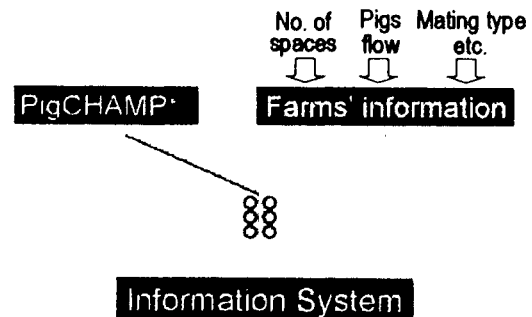 No. of spaces
Pigs flow
Mating type etc.
PigCHAMP*
Farms' information
Information System